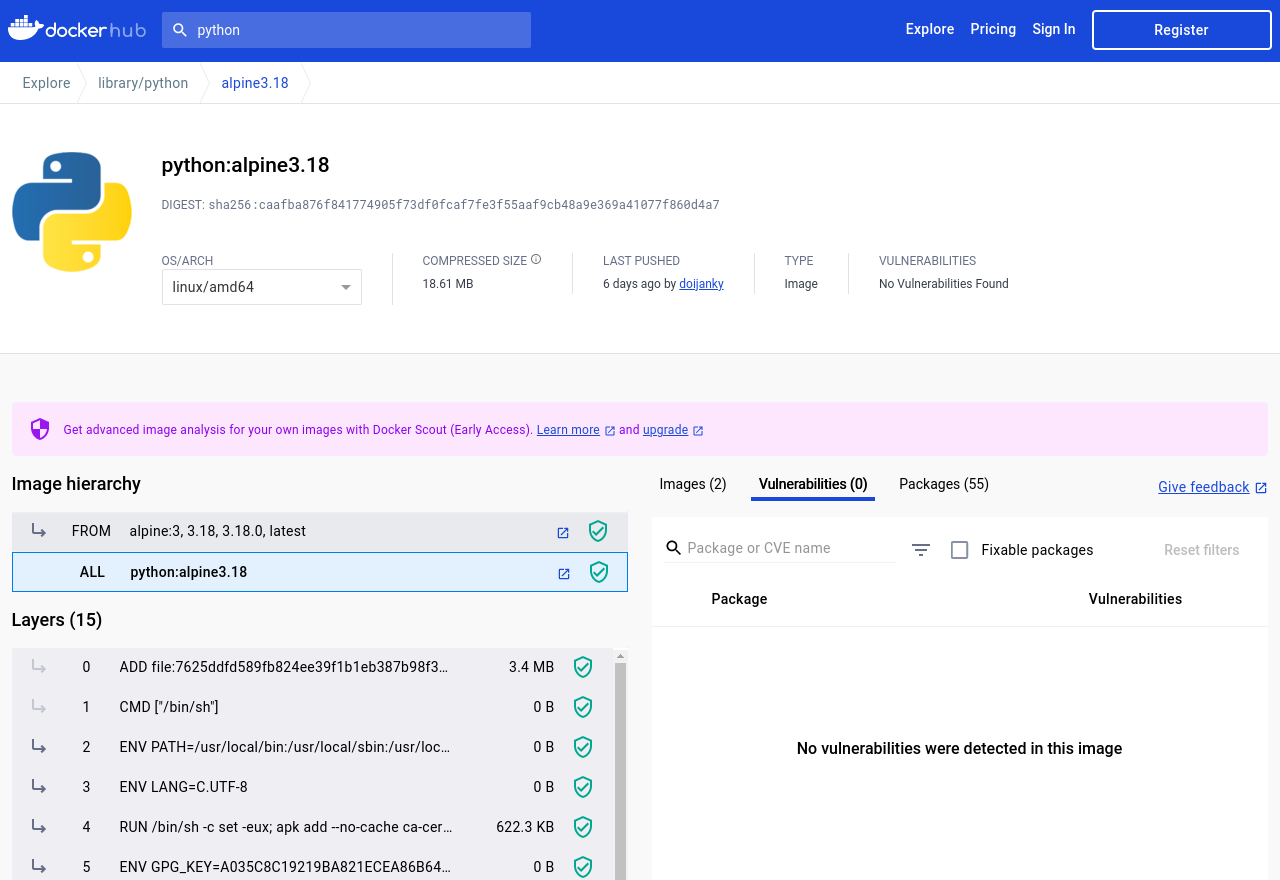 dockerhub
python
Explore
Pricing
Sign In
Register
Explore
library/python
alpine3.18
python:alpine3.18
DIGEST: sha256:caafba876f841774905f73df0fcaf7fe3f55aaf9cb48a9e369a41077f860d4a7
OS/ARCH
linux/amd64
COMPRESSED SIZE
18.61 MB
LAST PUSHED
6 days ago by doijanky
TYPE
Image
VULNERABILITIES
No Vulnerabilities Found
Get advanced image analysis for your own images with Docker Scout (Early Access). Learn more and upgrade
Image hierarchy
FROM alpine:3, 3.18, 3.18.0, latest
ALL python:alpine3.18
Layers (15)
0 ADD file:7625ddfd589fb824ee39f1b1eb387b98f3… 3.4 MB
1 CMD ["/bin/sh"] 0 B
2 ENV PATH=/usr/local/bin:/usr/local/sbin:/usr/loc… 0 B
3 ENV LANG=C.UTF-8 0 B
4 RUN /bin/sh -c set -eux; apk add --no-cache ca-cer… 622.3 KB
5 ENV GPG_KEY=A035C8C19219BA821ECEA86B64… 0 B
Images (2)
Vulnerabilities (0)
Packages (55)
Give feedback
Package or CVE name
Fixable packages
Reset filters
Package
Vulnerabilities
No vulnerabilities were detected in this image